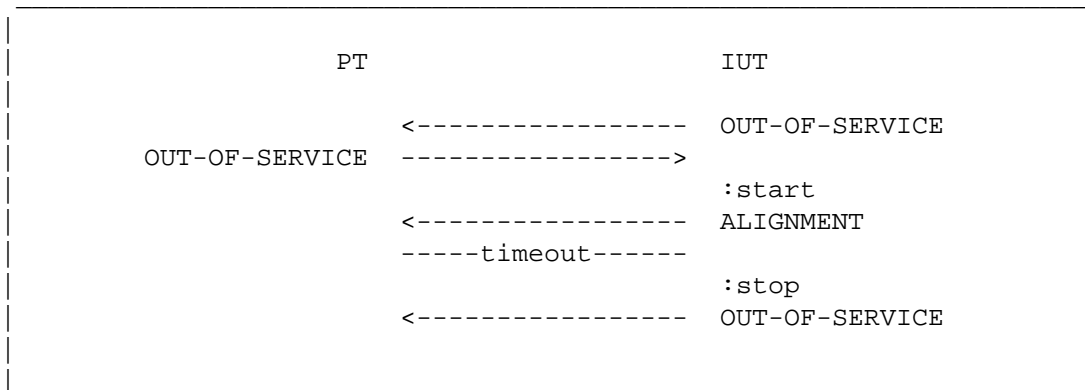 PT IUT
<----------------- OUT-OF-SERVICE
OUT-OF-SERVICE ----------------->
:start
<----------------- ALIGNMENT
-----timeout------
:stop
<----------------- OUT-OF-SERVICE